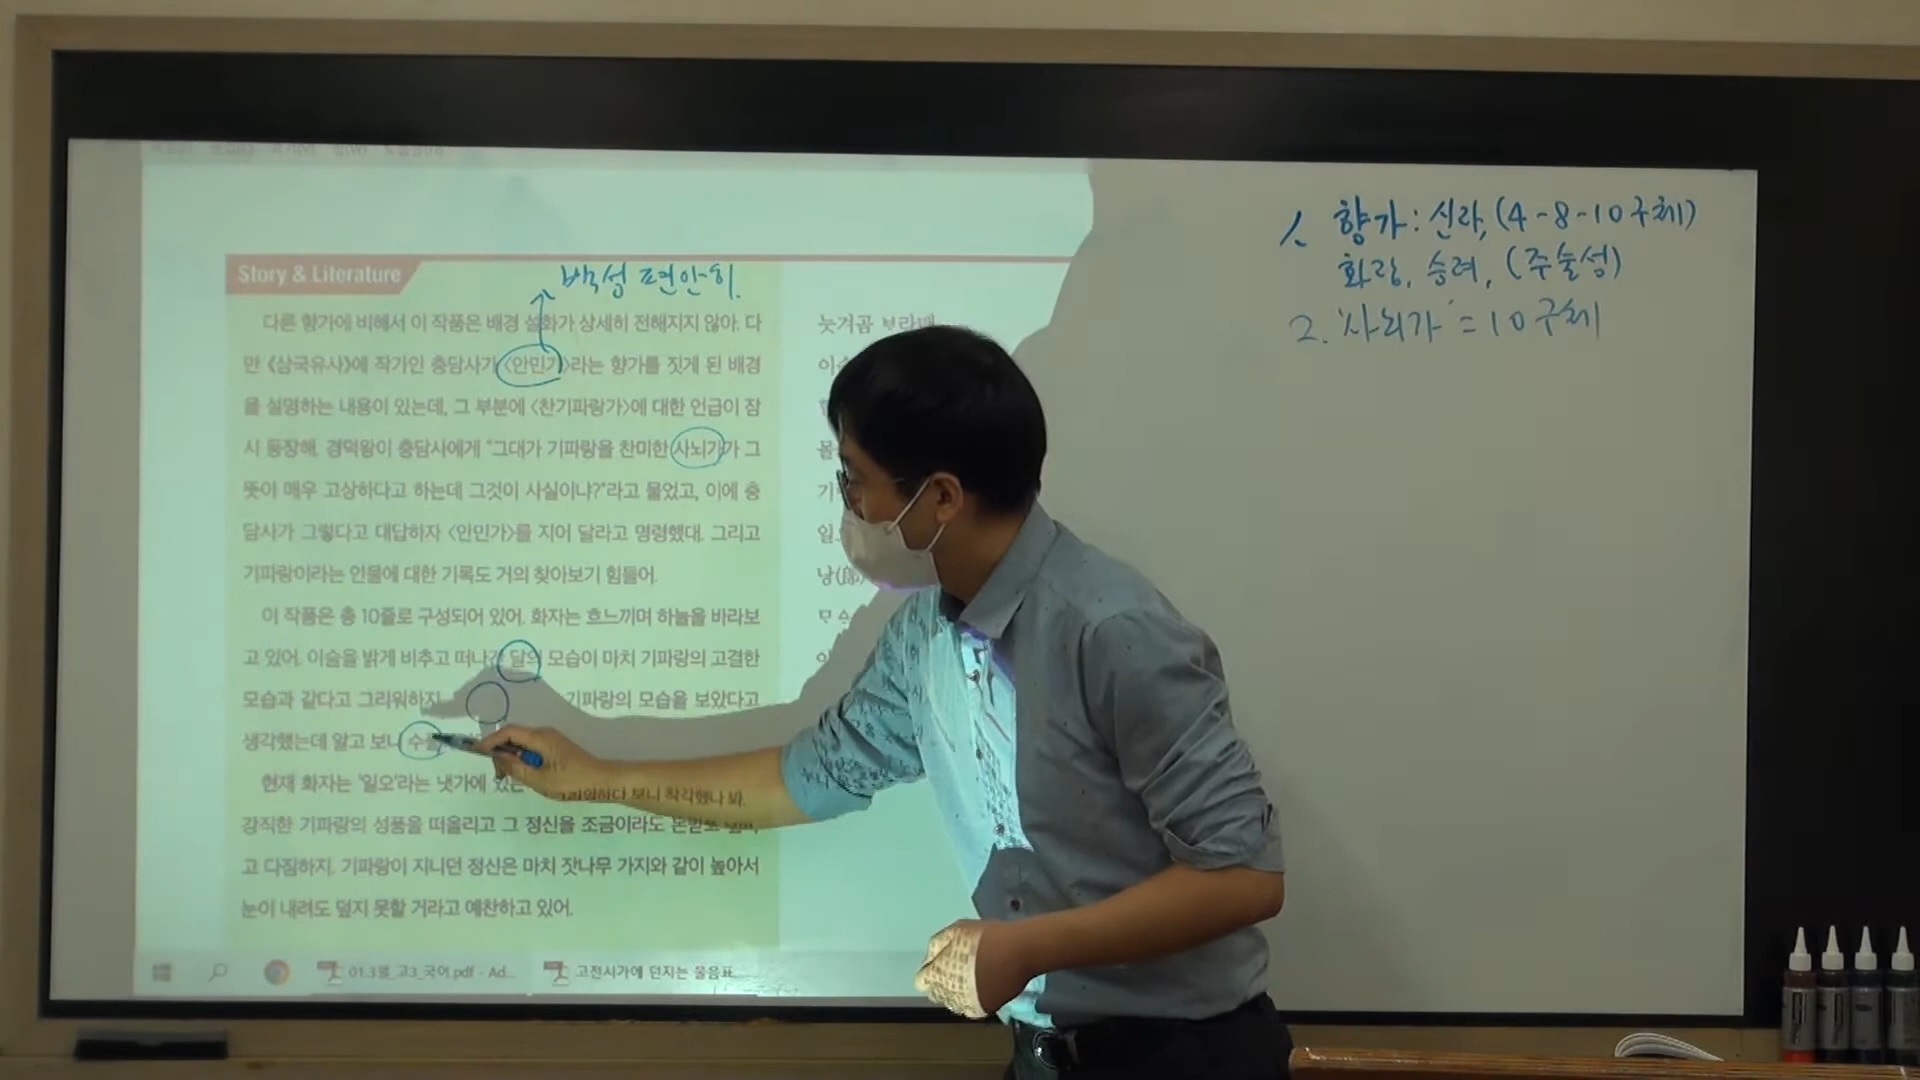 Story & Literature
백성 편안히.
다른 향가에 비해서 이 작품은 배경 설화가 상세히 전해지지 않아. 다
만 《삼국유사》에 작가인 충담사가 〈안민가〉라는 향가를 짓게 된 배경
을 설명하는 내용이 있는데, 그 부분에 〈찬기파랑가〉에 대한 언급이 잠
시 등장해. 경덕왕이 충담사에게 "그대가 기파랑을 찬미한 사뇌가가 그
뜻이 매우 고상하다고 하는데 그것이 사실이냐?"라고 물었고, 이에 충
담사가 그렇다고 대답하자 〈안민가〉를 지어 달라고 명령했대. 그리고
기파랑이라는 인물에 대한 기록도 거의 찾아보기 힘들어.
이 작품은 총 10줄로 구성되어 있어. 화자는 흐느끼며 하늘을 바라보
고 있어. 이슬을 밝게 비추고 떠나간 달의 모습이 마치 기파랑의 고결한
모습과 같다고 그리워하지. 기파랑의 모습을 보았다고
생각했는데 알고 보니
그리워하다 보니 착각했나 봐.
현재 화자는 '일오'라는 냇가에
강직한 기파랑의 성품을 떠올리고 그 정신을 조금이라도
고 다짐하지. 기파랑이 지니던 정신은 마치 잣나무 가지와 같이 높아서
눈이 내려도 덮지 못할 거라고 예찬하고 있어.
늣겨곰 ᄇᆞ라매
낭(郞)
1. 향가: 신라, (4-8-10구체)
화랑, 승려, (주술성)
2. '사뇌가' = 10구체
01.3월_고3_국어.pdf - Ad...
고전시가에 던지는 물음표